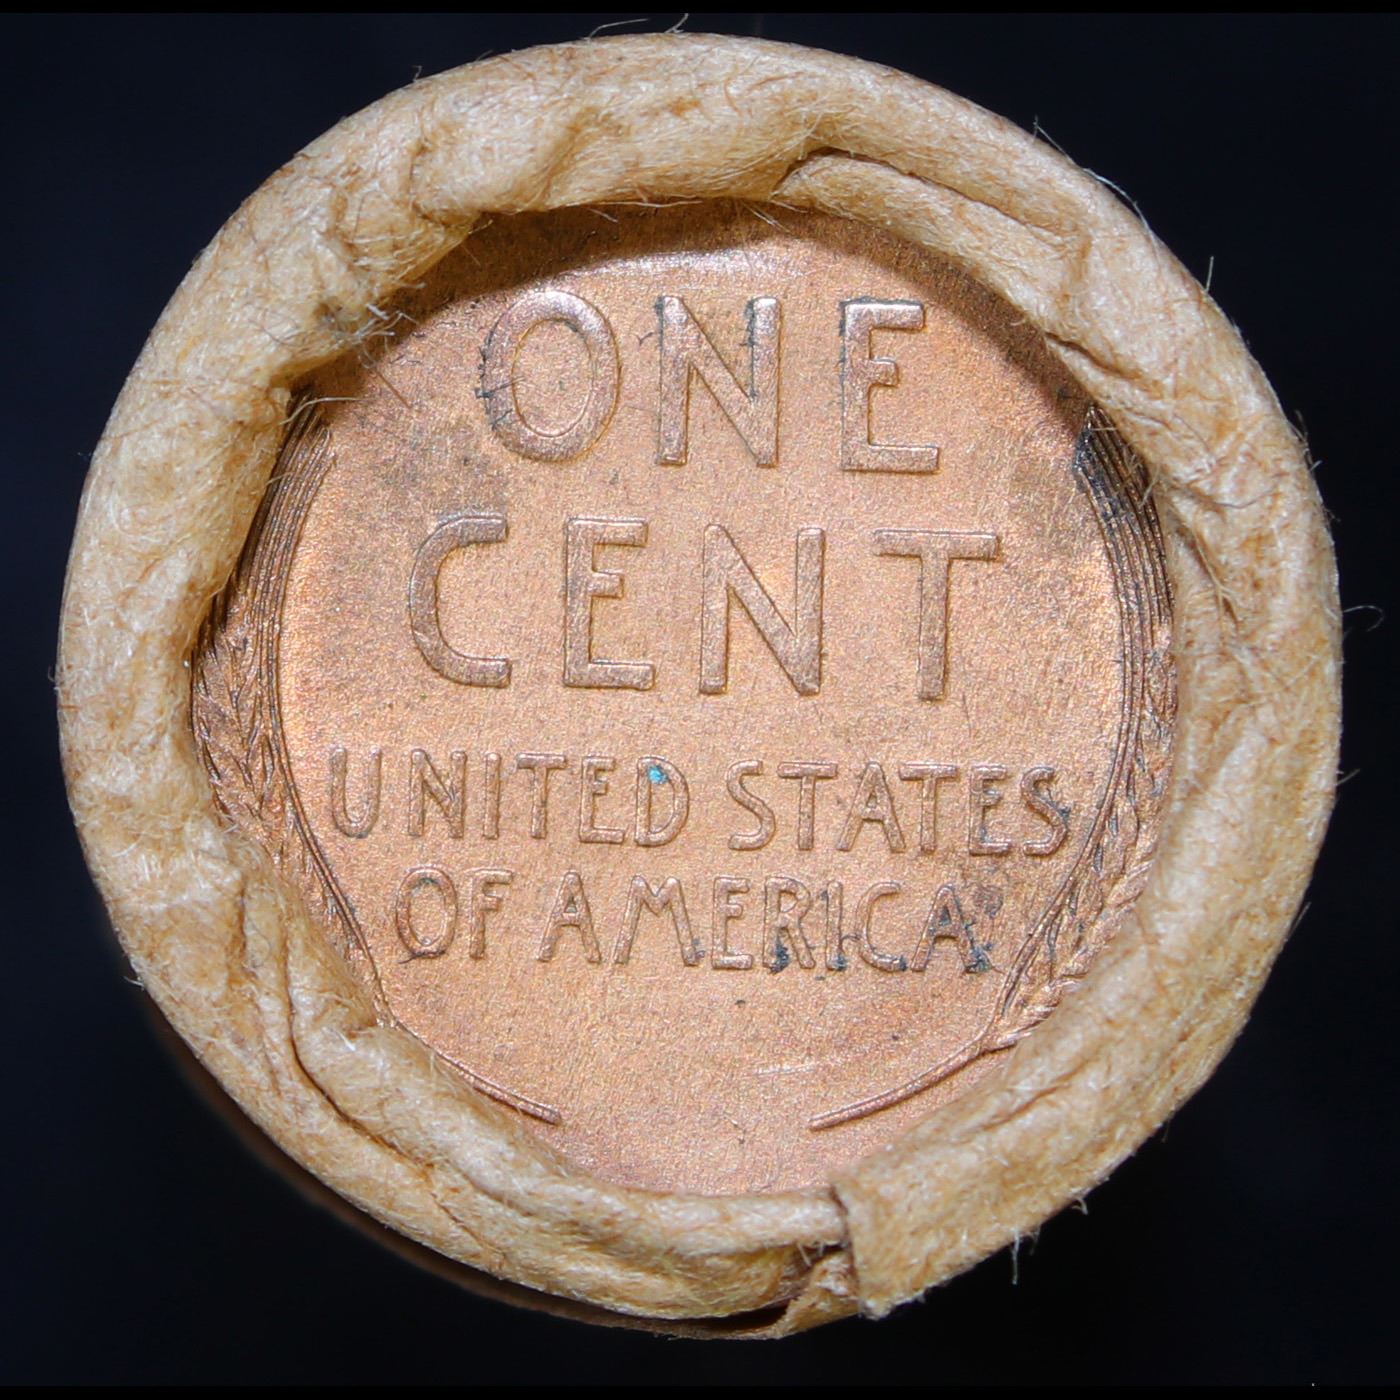 ONE
CENT
UNITED STATES
OF AMERICA